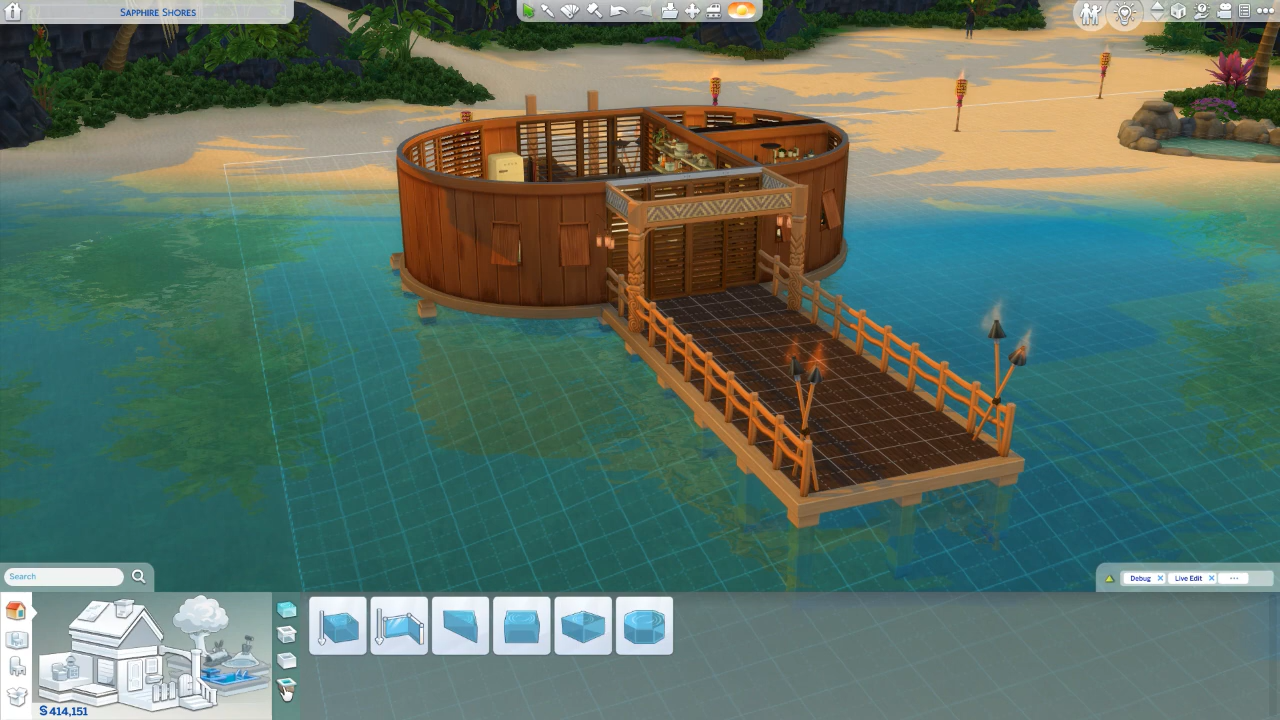 SAPPHIRE SHORES
Search
Debug
Live Edit
...
§414,151